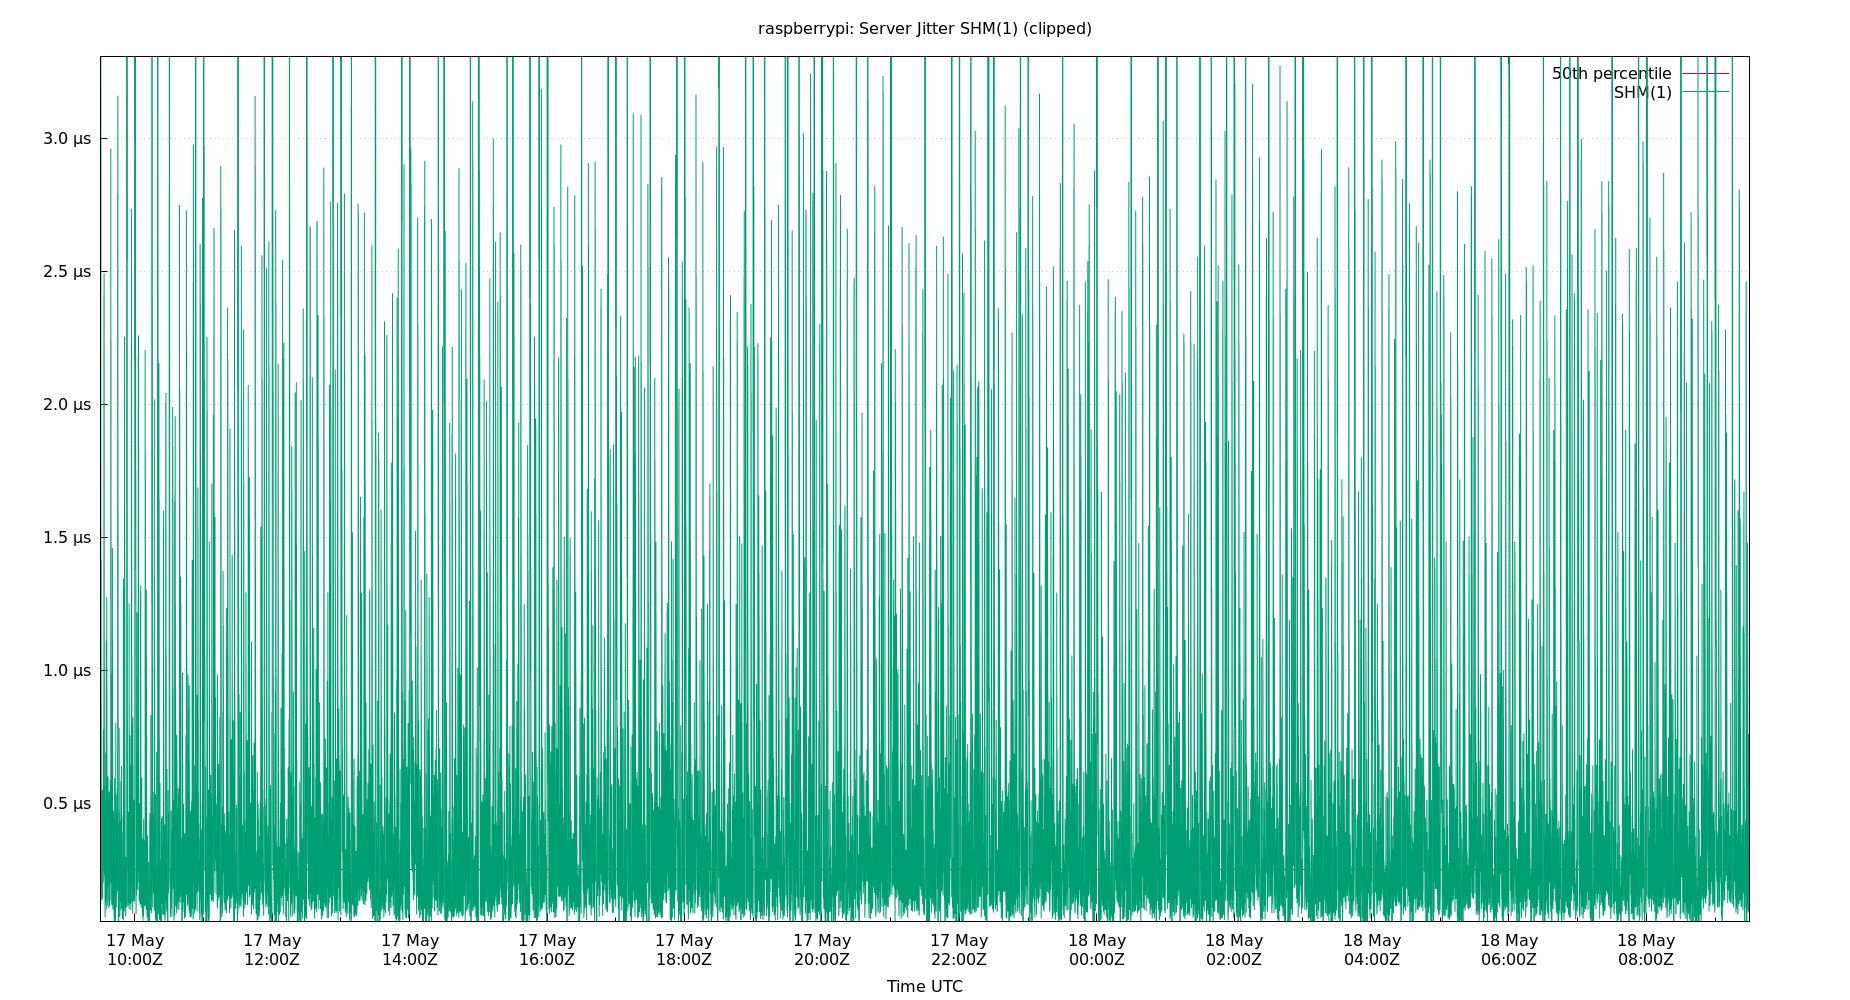 raspberrypi: Server Jitter SHM(1) (clipped)
50th percentile
SHM(1)
3.0 µs
2.5 µs
2.0 µs
1.5 µs
1.0 µs
0.5 µs
17 May 17 May 17 May 17 May 17 May 17 May 17 May 18 May 18 May 18 May 18 May 18 May
10:00Z 12:00Z 14:00Z 16:00Z 18:00Z 20:00Z 22:00Z 00:00Z 02:00Z 04:00Z 06:00Z 08:00Z
Time UTC